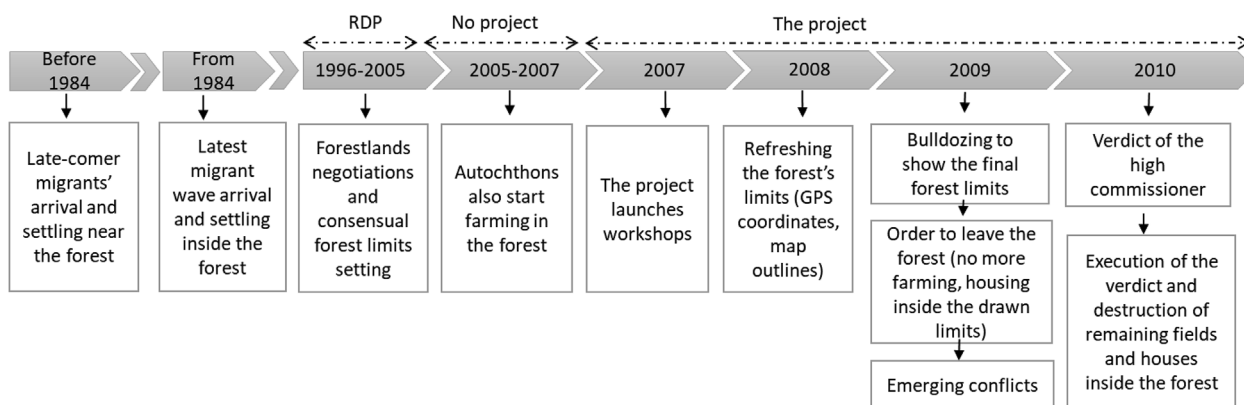 RDP
No project
The project
Before
1984
From
1984
1996-2005
2005-2007
2007
2008
2009
2010
Late-comer
migrants'
arrival and
settling near
the forest
Latest
migrant
wave arrival
and settling
inside the
forest
Forestlands
negotiations
and
consensual
forest limits
setting
Autochthons
also start
farming in
the forest
The project
launches
workshops
Refreshing
the forest's
limits (GPS
coordinates,
map
outlines)
Bulldozing to
show the final
forest limits
Order to leave the
forest (no more
farming, housing
inside the drawn
limits)
Emerging conflicts
Verdict of the
high
commissioner
Execution of the
verdict and
destruction of
remaining fields
and houses
inside the forest